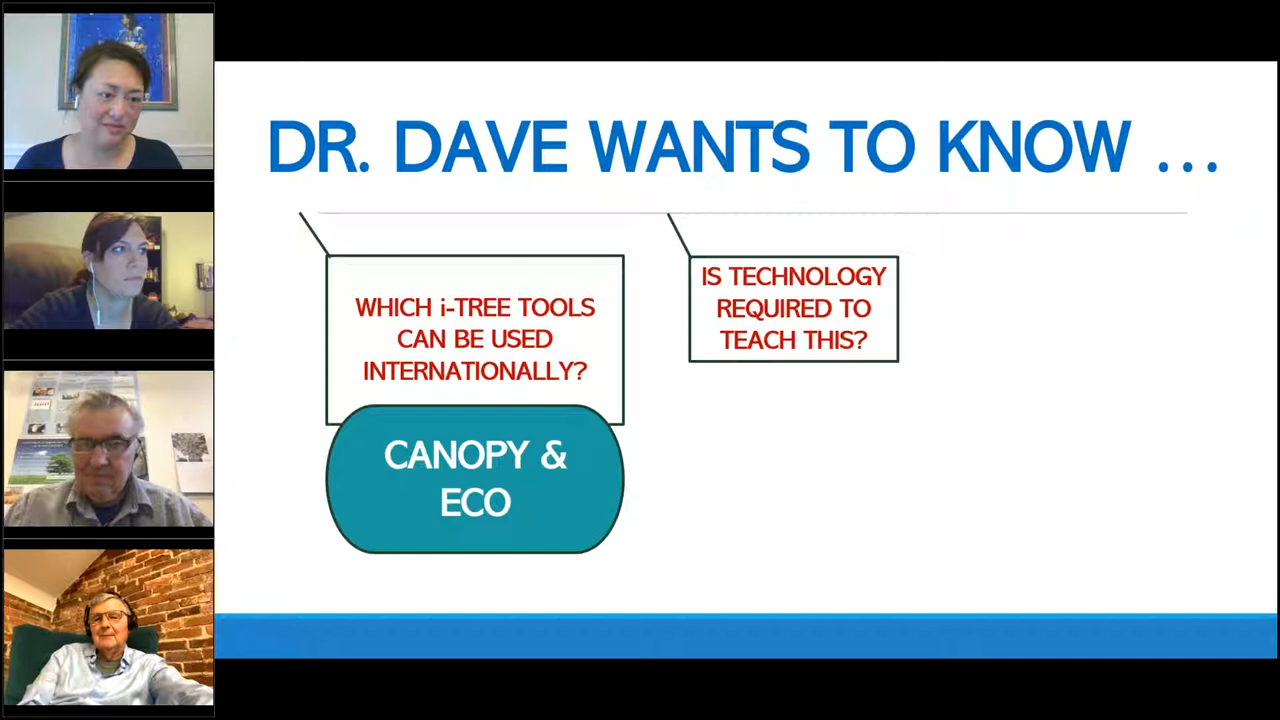 DR. DAVE WANTS TO KNOW ...
WHICH i-TREE TOOLS
CAN BE USED
INTERNATIONALLY?
CANOPY &
ECO
IS TECHNOLOGY
REQUIRED TO
TEACH THIS?